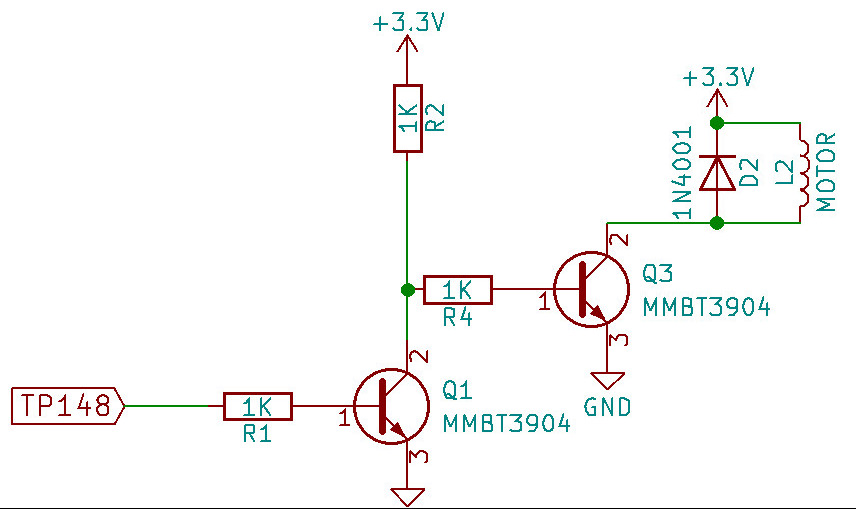 +3.3V
1K
R2
+3.3V
1N4001
D2
L2
MOTOR
2
Q3
1K
1
MMBT3904
R4
3
2
GND
Q1
TP148
1K
1
MMBT3904
R1
3